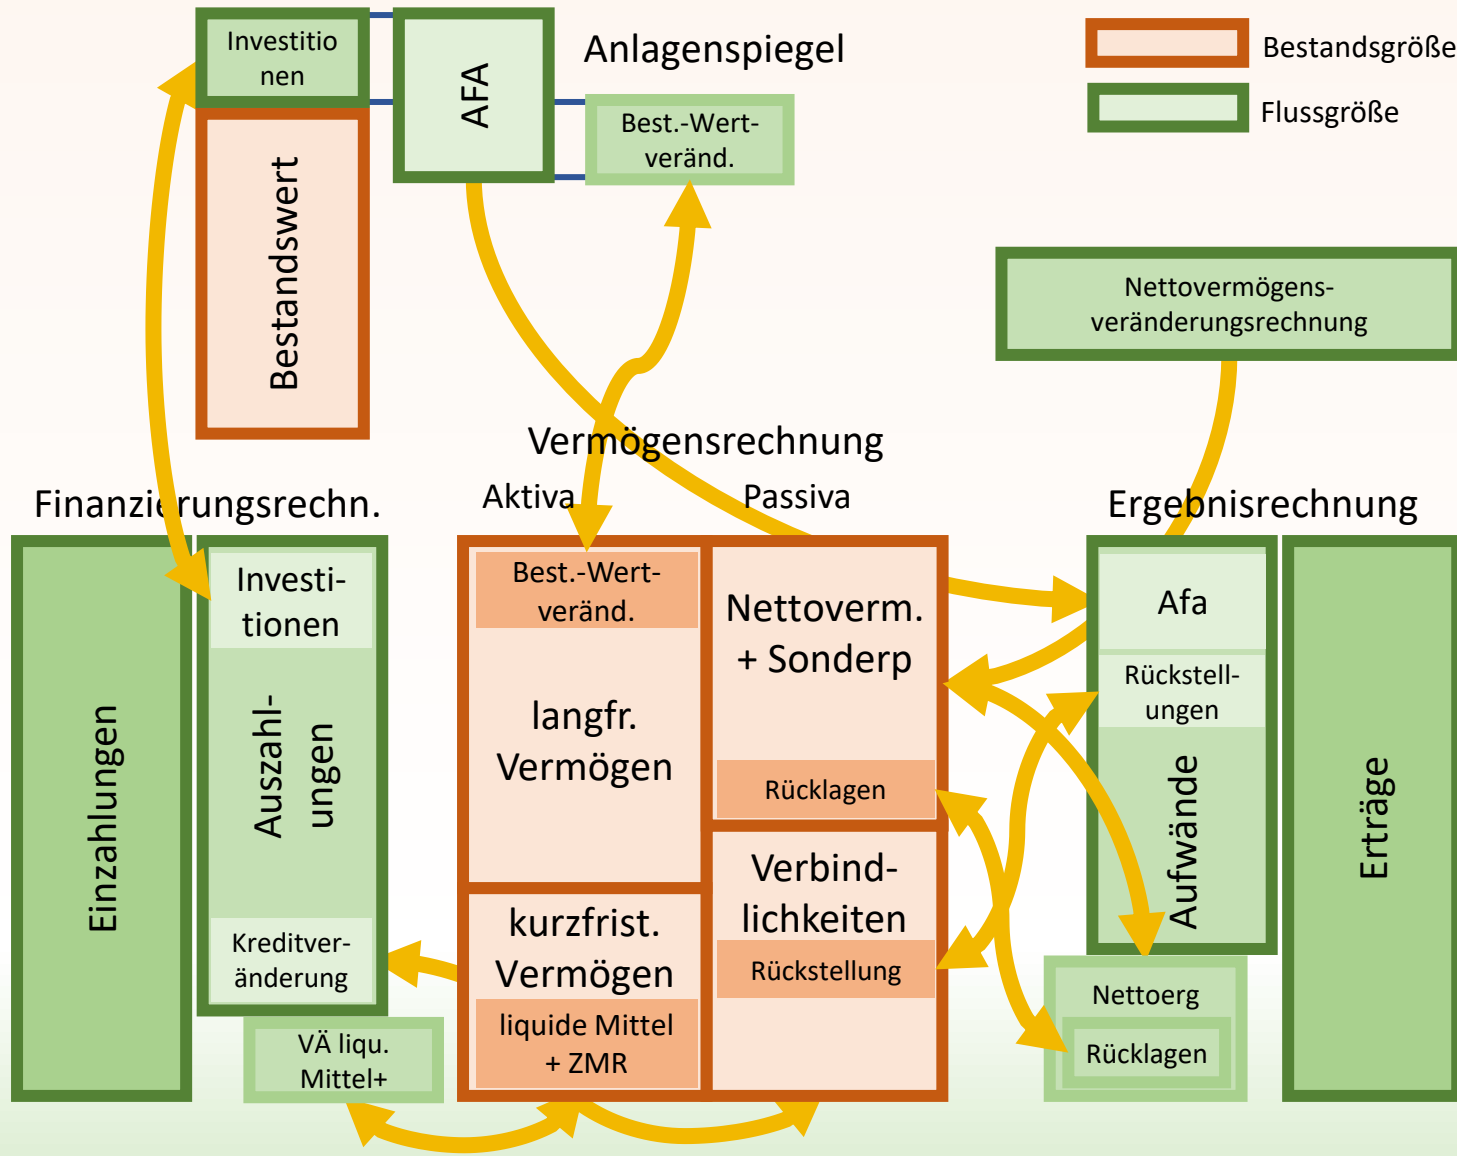 Investitio
nen
AFA
Anlagenspiegel
Best.-Wert-
veränd.
Bestandsgröße
Flussgröße
Bestandswert
Nettovermögens-
veränderungsrechnung
Finanzierungsrechn.
Vermögensrechnung
Aktiva
Passiva
Ergebnisrechnung
Einzahlungen
Investi-
tionen
Auszahl-
ungen
Kreditver-
änderung
VÄ liqu.
Mittel+
Best.-Wert-
veränd.
langfr.
Vermögen
kurzfrist.
Vermögen
liquide Mittel
+ ZMR
Nettoverm.
+ Sonderp
Rücklagen
Verbind-
lichkeiten
Rückstellung
Afa
Rückstell-
ungen
Aufwände
Nettoerg
Rücklagen
Erträge